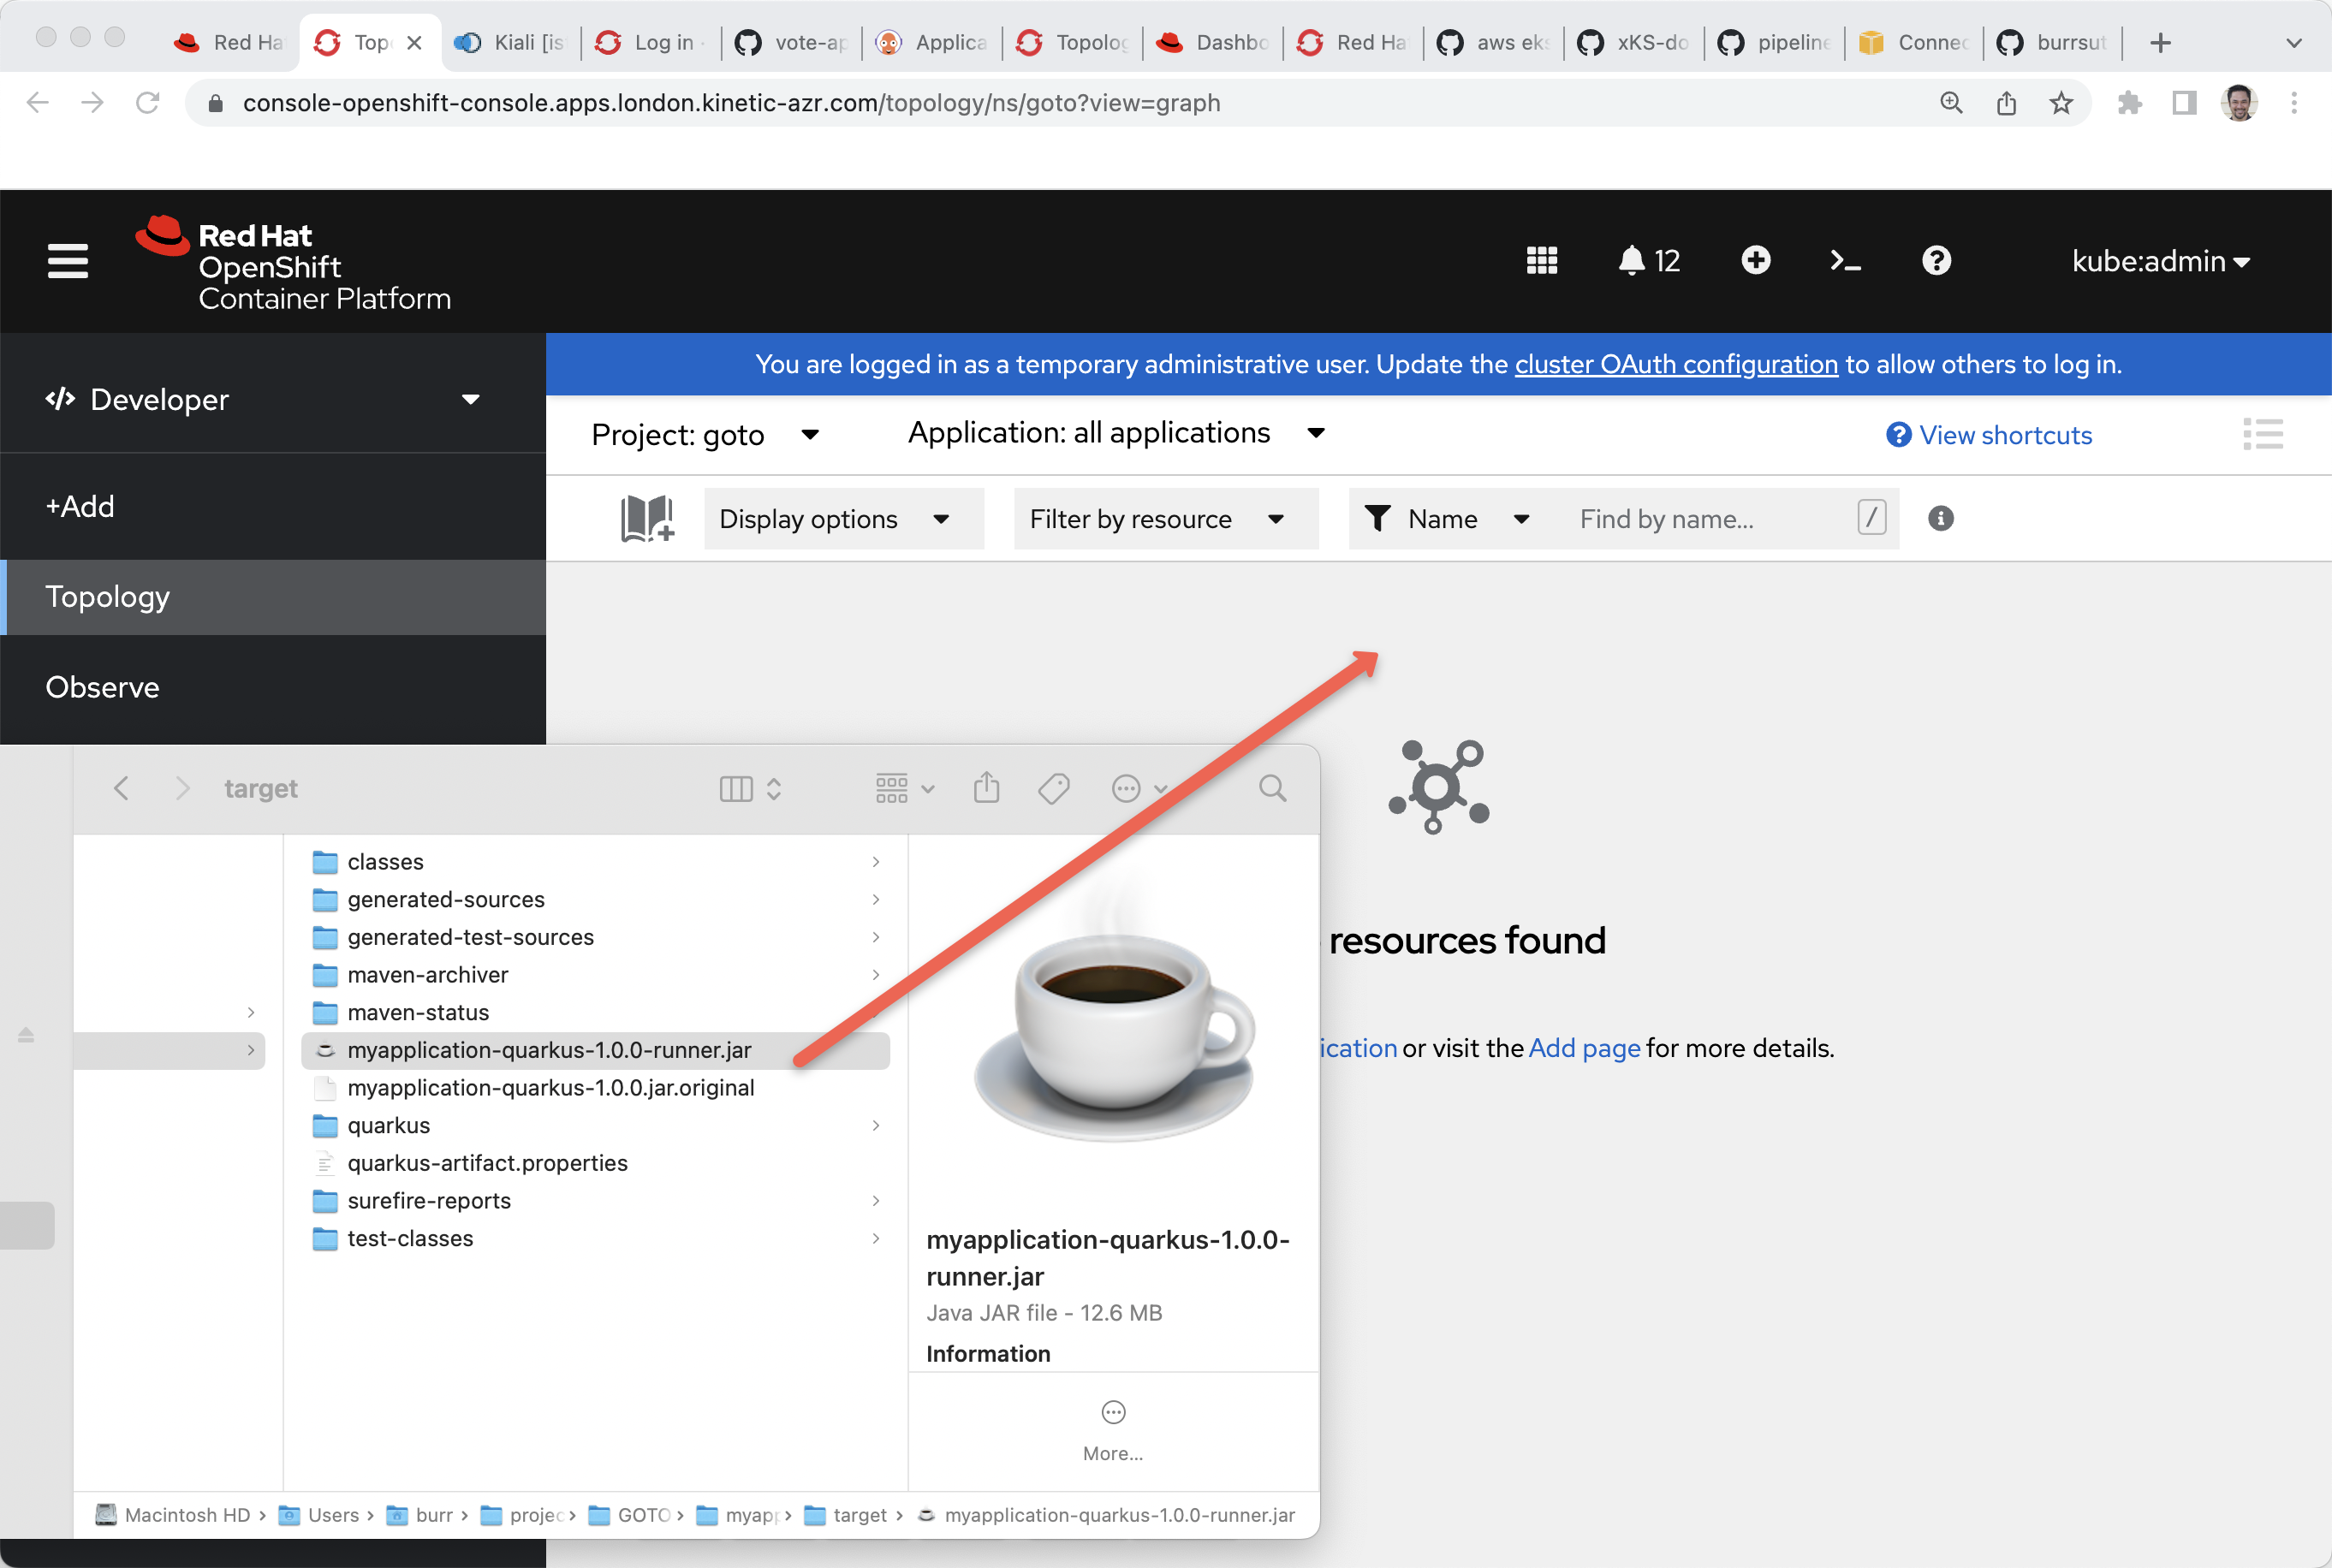 Red Ha
Top
Kiali [is
Log in
vote-ap
Applica
Topolog
Dashbo
Red Ha
aws eks
xKS-do
pipeline
Connec
burrsut
console-openshift-console.apps.london.kinetic-azr.com/topology/ns/goto?view=graph
Red Hat
OpenShift
Container Platform
12
kube:admin
Developer
You are logged in as a temporary administrative user. Update the cluster OAuth configuration to allow others to log in.
Project: goto
Application: all applications
View shortcuts
+Add
Display options
Filter by resource
Name
Find by name...
/
Topology
Observe
target
classes
generated-sources
generated-test-sources
maven-archiver
maven-status
myapplication-quarkus-1.0.0-runner.jar
myapplication-quarkus-1.0.0.jar.original
quarkus
quarkus-artifact.properties
surefire-reports
test-classes
resources found
ication or visit the Add page for more details.
myapplication-quarkus-1.0.0-
runner.jar
Java JAR file - 12.6 MB
Information
More...
Macintosh HD
Users
burr
projec
GOTO
myapp
target
myapplication-quarkus-1.0.0-runner.jar